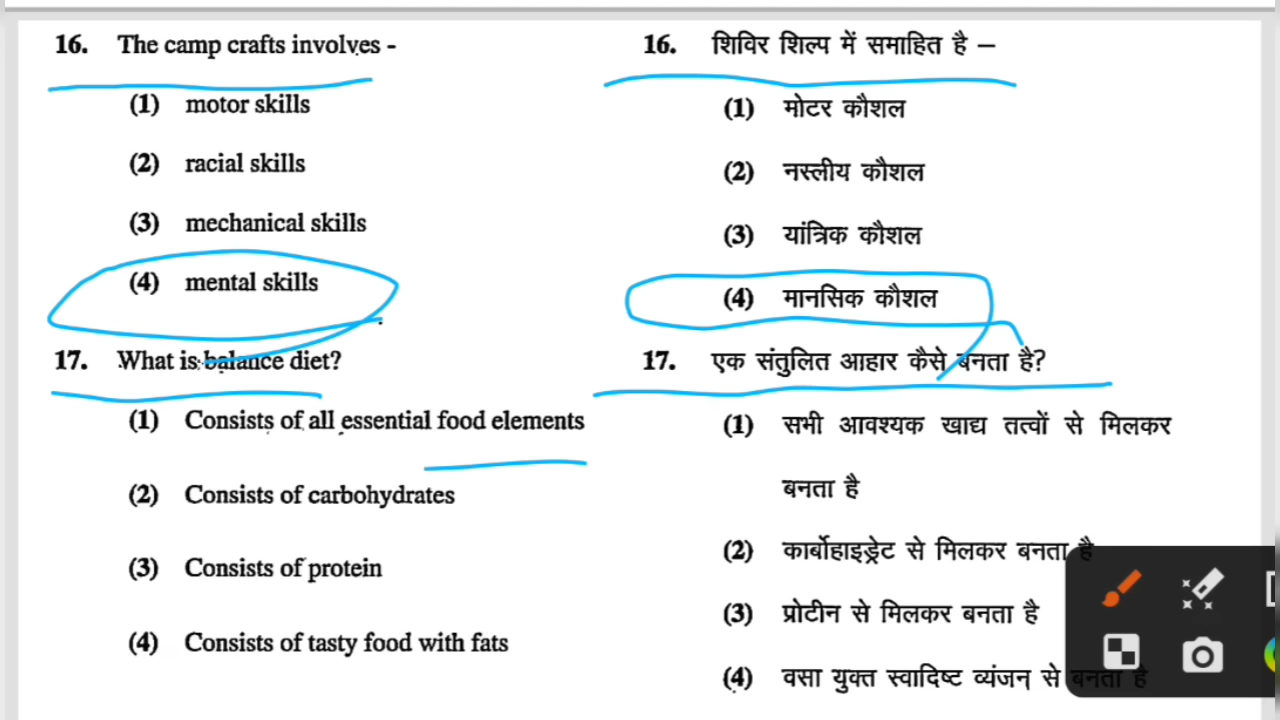 16. The camp crafts involves -
(1) motor skills
(2) racial skills
(3) mechanical skills
(4) mental skills
17. What is balance diet?
(1) Consists of all essential food elements
(2) Consists of carbohydrates
(3) Consists of protein
(4) Consists of tasty food with fats
16. शिविर शिल्प में समाहित है –
(1) मोटर कौशल
(2) नस्लीय कौशल
(3) यांत्रिक कौशल
(4) मानसिक कौशल
17. एक संतुलित आहार कैसे बनता है?
(1) सभी आवश्यक खाद्य तत्वों से मिलकर
बनता है
(2) कार्बोहाइड्रेट से मिलकर बनता है
(3) प्रोटीन से मिलकर बनता है
(4) वसा युक्त स्वादिष्ट व्यंजन् से बनता है